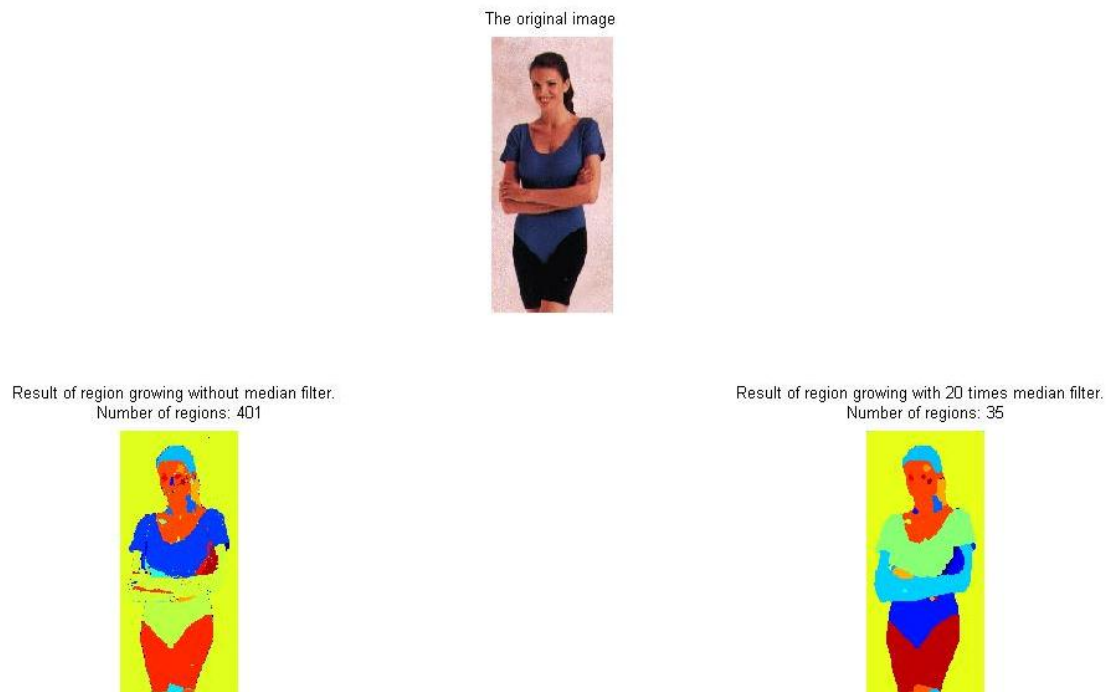 The original image
Result of region growing without median filter.
Number of regions: 401
Result of region growing with 20 times median filter.
Number of regions: 35